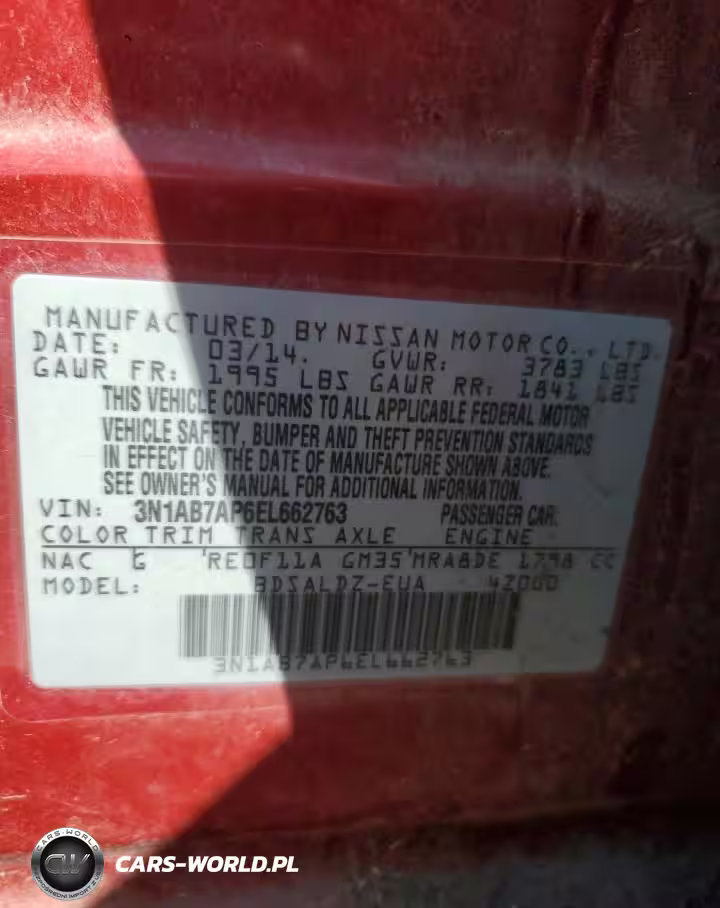 MANUFACTURED BY NISSAN MOTOR CO., LTD.
DATE: 03/14. GVWR: 3783 LBS
GAWR FR: 1995 LBS GAWR RR: 1841 LBS
THIS VEHICLE CONFORMS TO ALL APPLICABLE FEDERAL MOTOR
VEHICLE SAFETY, BUMPER AND THEFT PREVENTION STANDARDS
IN EFFECT ON THE DATE OF MANUFACTURE SHOWN ABOVE.
SEE OWNER'S MANUAL FOR ADDITIONAL INFORMATION.
VIN: 3N1AB7AP6EL662763 PASSENGER CAR:
COLOR TRIM TRANS AXLE ENGINE
NAC G RE0F11A GM35 MRA8DE 1798 CC
MODEL: BDSALDZ-EUA 42000
3N1AB7AP6EL662763
CARS-WORLD
CW
CARS-WORLD.PL